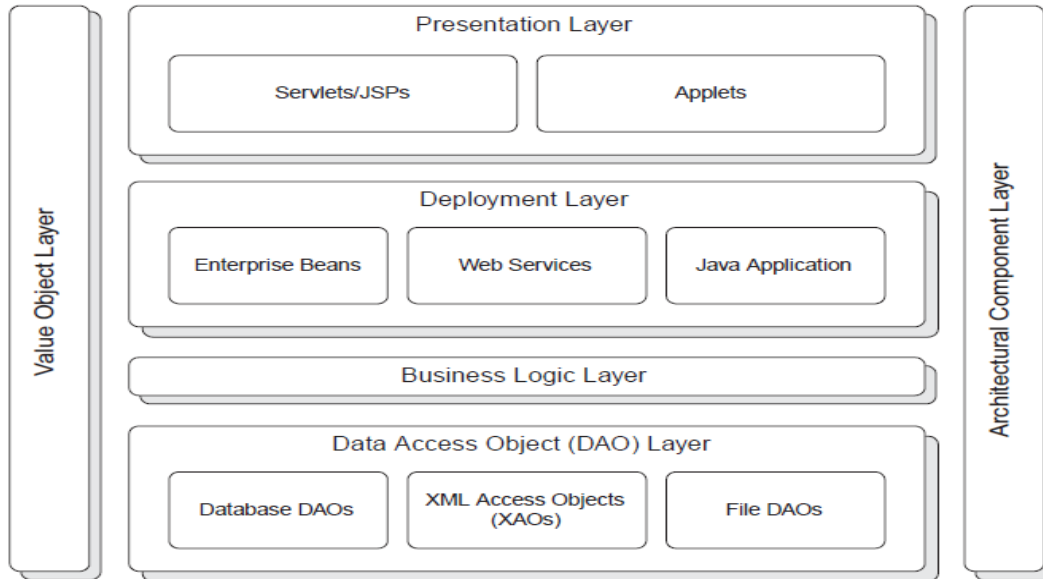 Value Object Layer
Presentation Layer
Servlets/JSPs
Applets
Deployment Layer
Enterprise Beans
Web Services
Java Application
Business Logic Layer
Data Access Object (DAO) Layer
Database DAOs
XML Access Objects
(XAOs)
File DAOs
Architectural Component Layer